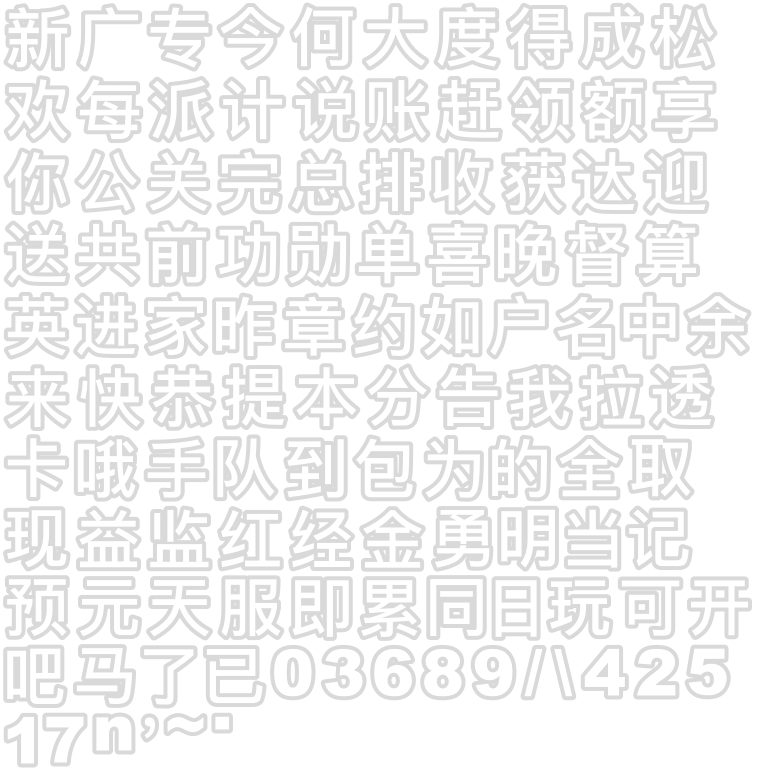 新广专今何大度得成松
欢每派计说账赶领额享
你公关完总排收获达迎
送共前功勋单喜晚督算
英进家昨章约如户名中余
来快恭提本分告我拉透
卡哦手队到包为的全取
现益监红经金勇明当记
预元天服即累同日玩可开
吧马了已03689/\425
17n,~·